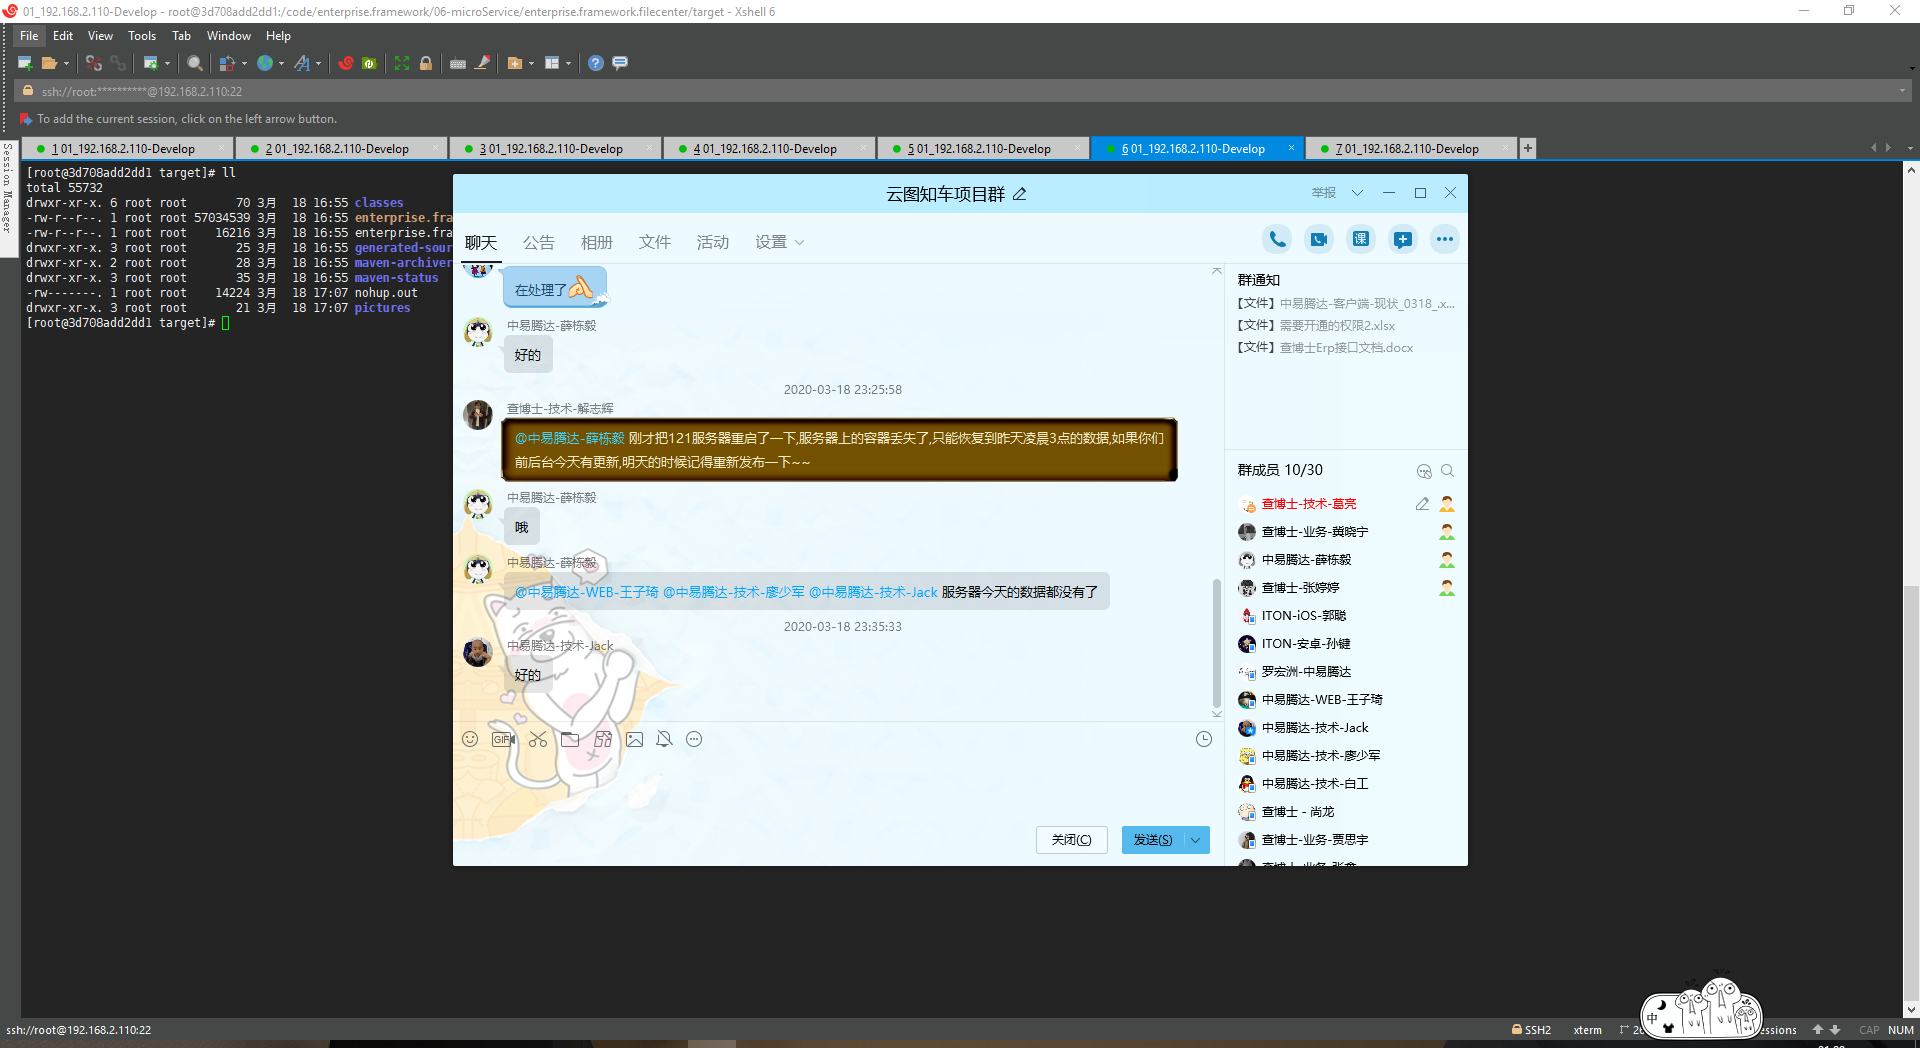 01_192.168.2.110-Develop - root@3d708add2dd1:/code/enterprise.framework/06-microService/enterprise.framework.filecenter/target - Xshell 6
File Edit View Tools Tab Window Help
ssh://root:**********@192.168.2.110:22
To add the current session, click on the left arrow button.
Session Manager
1 01_192.168.2.110-Develop
2 01_192.168.2.110-Develop
3 01_192.168.2.110-Develop
4 01_192.168.2.110-Develop
5 01_192.168.2.110-Develop
6 01_192.168.2.110-Develop
7 01_192.168.2.110-Develop
[root@3d708add2dd1 target]# ll
total 55732
drwxr-xr-x. 6 root root 70 3月 18 16:55 classes
-rw-r--r--. 1 root root 57034539 3月 18 16:55 enterprise.fra
-rw-r--r--. 1 root root 16216 3月 18 16:55 enterprise.fra
drwxr-xr-x. 3 root root 25 3月 18 16:55 generated-sour
drwxr-xr-x. 2 root root 28 3月 18 16:55 maven-archiver
drwxr-xr-x. 3 root root 35 3月 18 16:55 maven-status
-rw-------. 1 root root 14224 3月 18 17:07 nohup.out
drwxr-xr-x. 3 root root 21 3月 18 17:07 pictures
[root@3d708add2dd1 target]#
云图知车项目群
举报
聊天 公告 相册 文件 活动 设置
课
在处理了
中易腾达-薛栋毅
好的
2020-03-18 23:25:58
查博士-技术-解志辉
@中易腾达-薛栋毅 刚才把121服务器重启了一下,服务器上的容器丢失了,只能恢复到昨天凌晨3点的数据,如果你们
前后台今天有更新,明天的时候记得重新发布一下~~
中易腾达-薛栋毅
哦
中易腾达-薛栋毅
@中易腾达-WEB-王子琦 @中易腾达-技术-廖少军 @中易腾达-技术-Jack 服务器今天的数据都没有了
2020-03-18 23:35:33
中易腾达-技术-Jack
好的
GIF
关闭(C)
发送(S)
群通知
【文件】中易腾达-客户端-现状_0318_.x...
【文件】需要开通的权限2.xlsx
【文件】查博士Erp接口文档.docx
群成员 10/30
查博士-技术-葛亮
查博士-业务-冀晓宁
中易腾达-薛栋毅
查博士-张婷婷
ITON-iOS-郭聪
ITON-安卓-孙键
罗宏洲-中易腾达
中易腾达-WEB-王子琦
中易腾达-技术-Jack
中易腾达-技术-廖少军
中易腾达-技术-白工
查博士 - 尚龙
查博士-业务-贾思宇
ssh://root@192.168.2.110:22
SSH2
xterm
中
essions
CAP
NUM